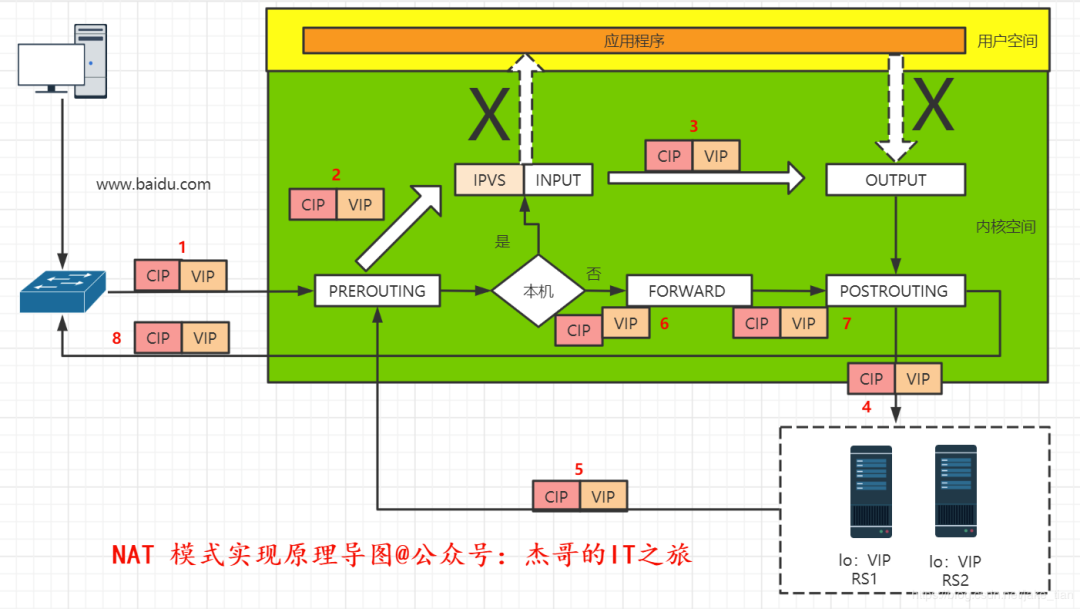 应用程序
用户空间
X
X
3
CIP VIP
2
CIP VIP
IPVS INPUT
OUTPUT
www.baidu.com
内核空间
是
1
CIP VIP
否
PREROUTING
本机
FORWARD
POSTROUTING
CIP VIP
6
CIP VIP
7
8
CIP VIP
CIP VIP
4
5
CIP VIP
NAT 模式实现原理导图@公众号：杰哥的IT之旅
lo：VIP
RS1
lo：VIP
RS2